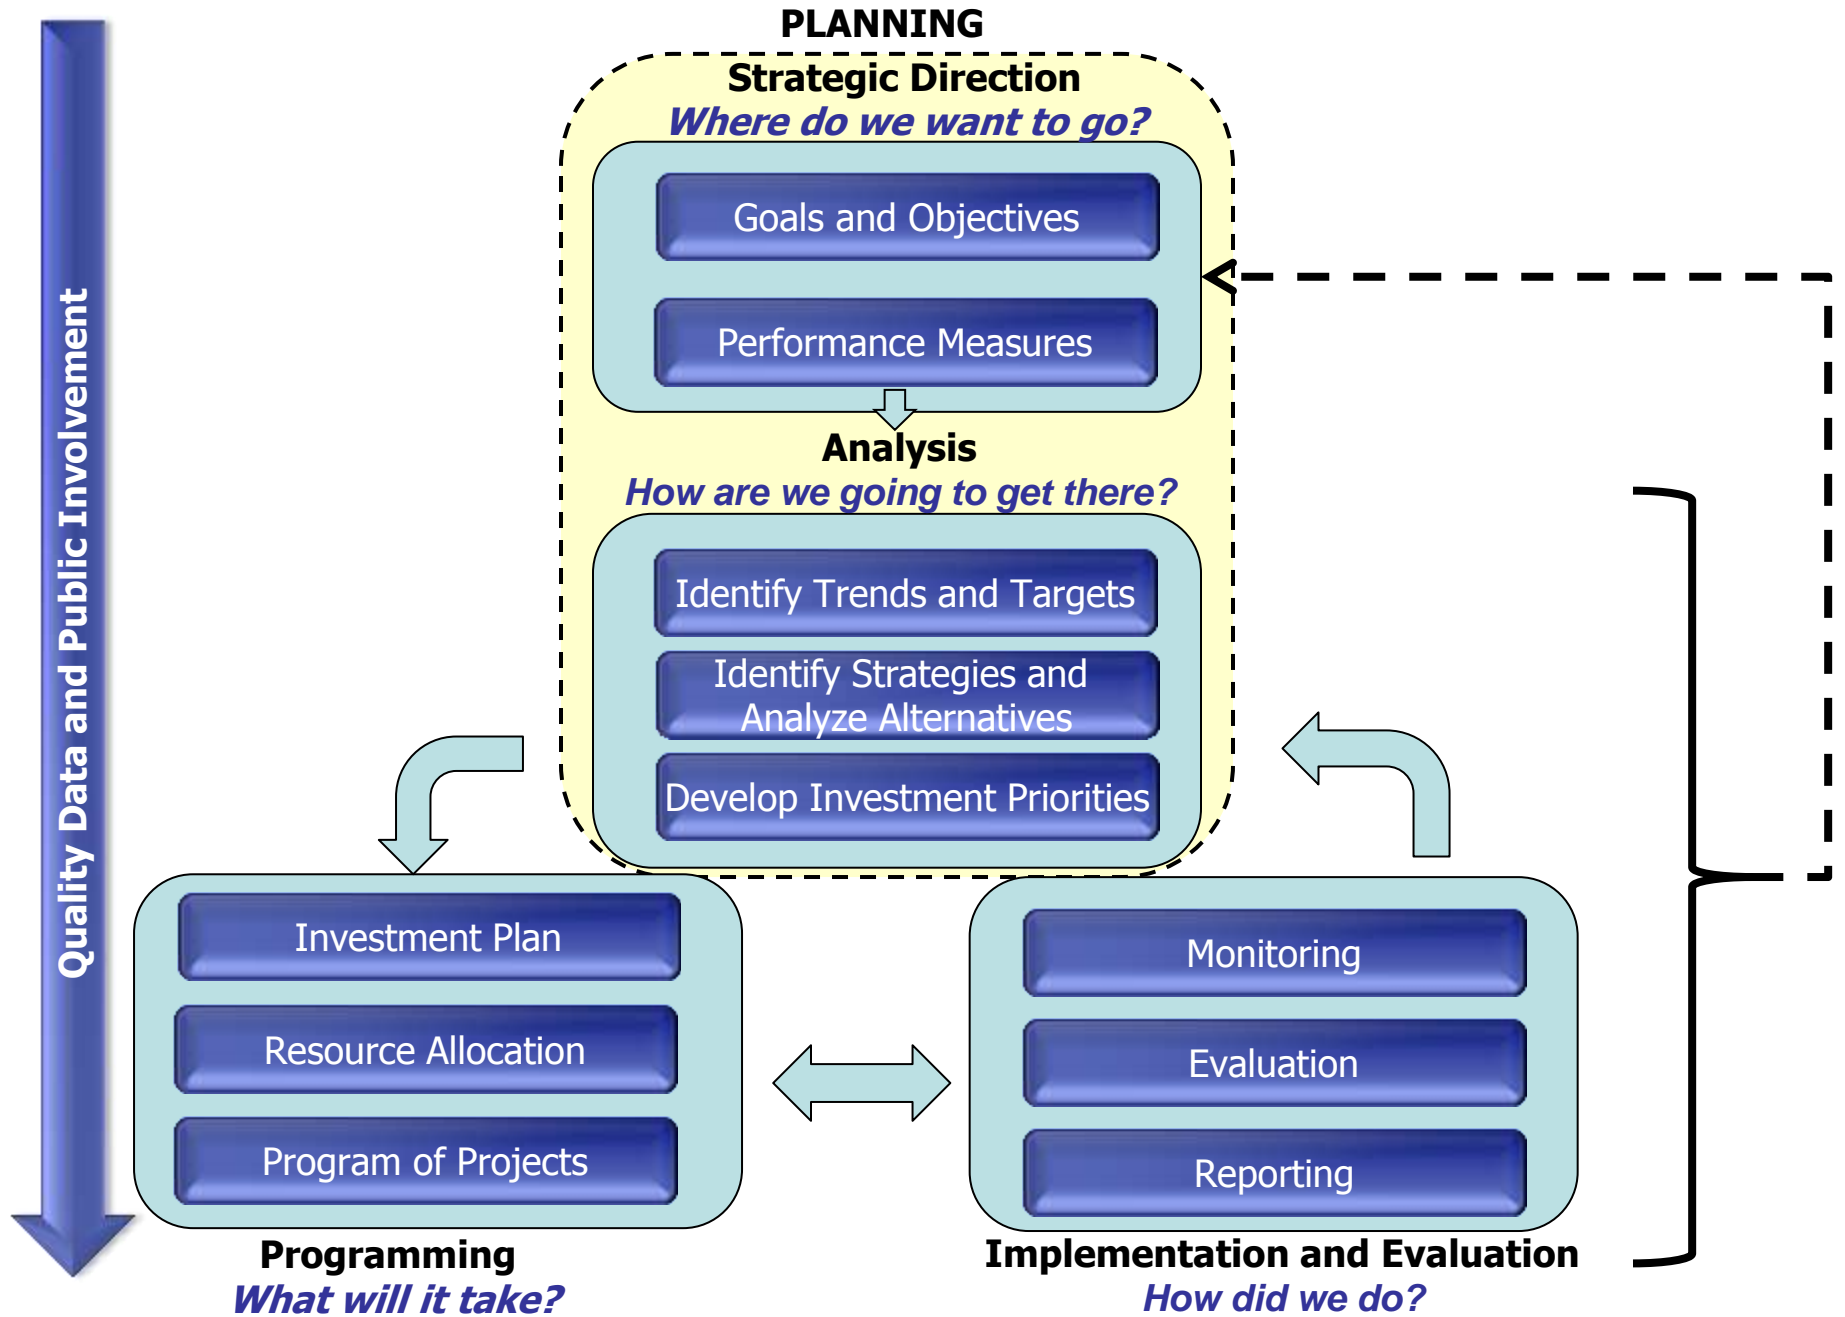 PLANNING
Strategic Direction
Where do we want to go?
Goals and Objectives
Performance Measures
Analysis
How are we going to get there?
Identify Trends and Targets
Identify Strategies and
Analyze Alternatives
Develop Investment Priorities
Quality Data and Public Involvement
Investment Plan
Resource Allocation
Program of Projects
Programming
What will it take?
Monitoring
Evaluation
Reporting
Implementation and Evaluation
How did we do?